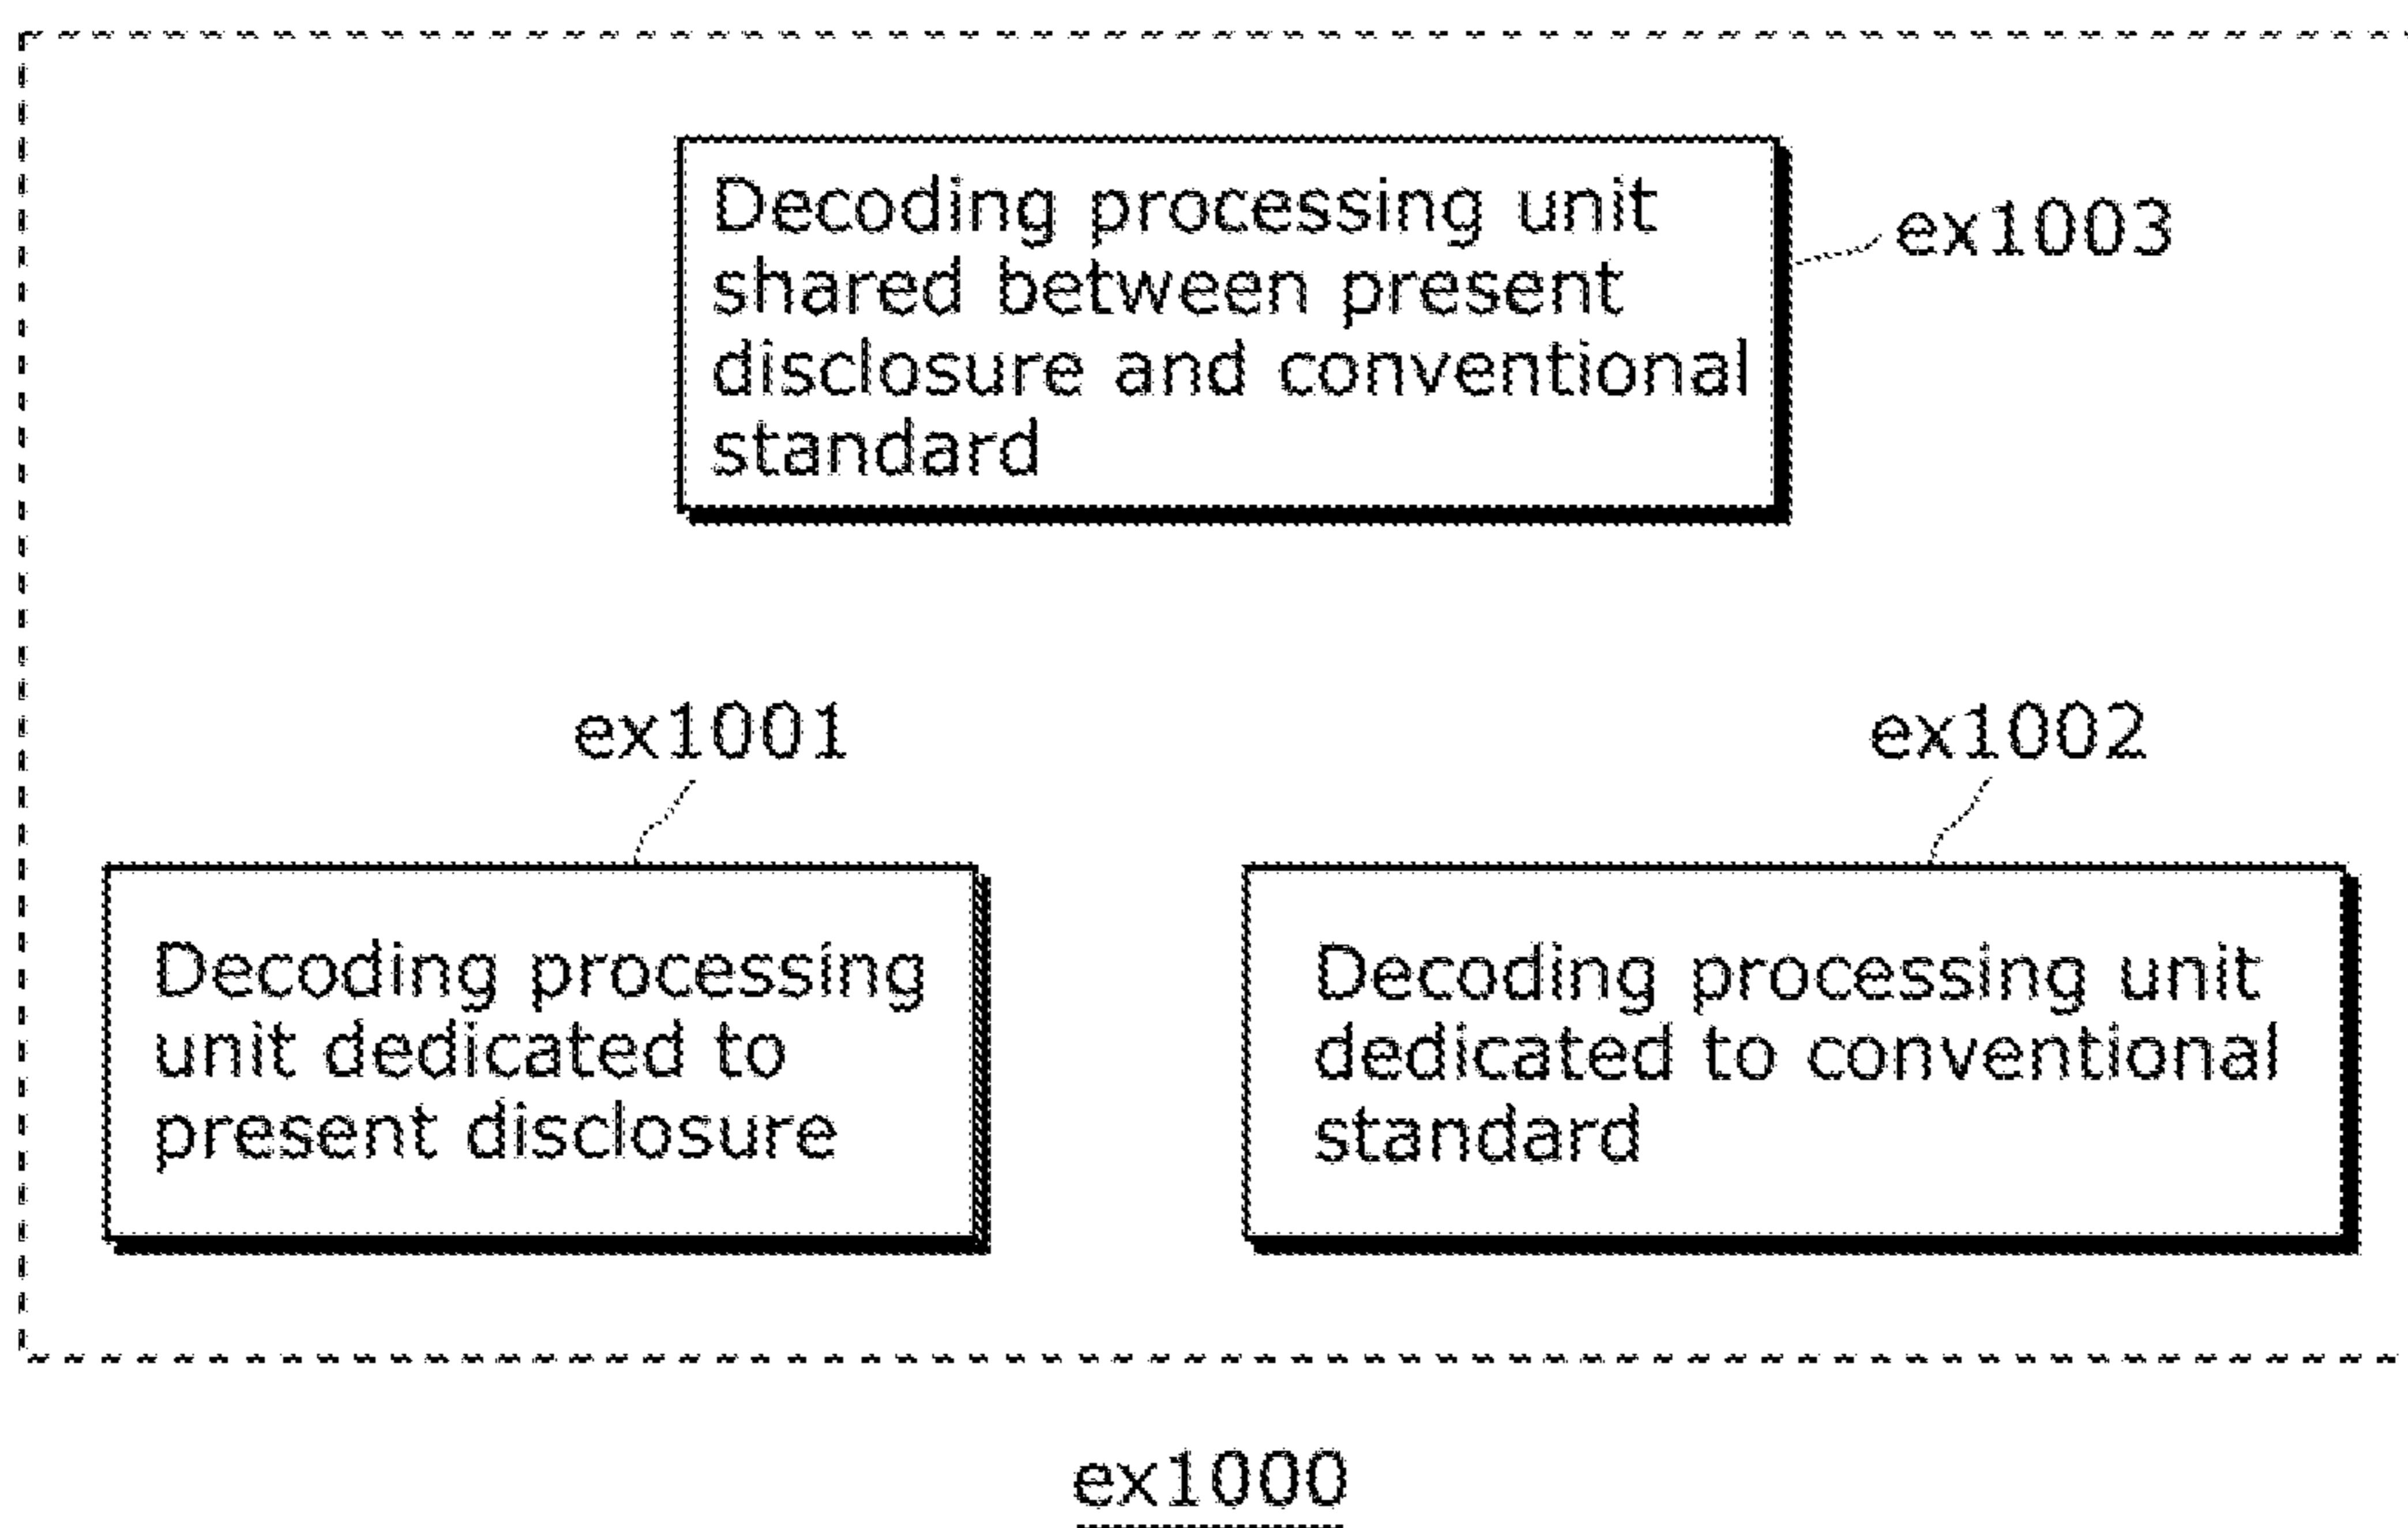 Decoding processing unit
shared between present
disclosure and conventional
standard
ex1003
ex1001
ex1002
Decoding processing
unit dedicated to
present disclosure
Decoding processing unit
dedicated to conventional
standard
ex1000